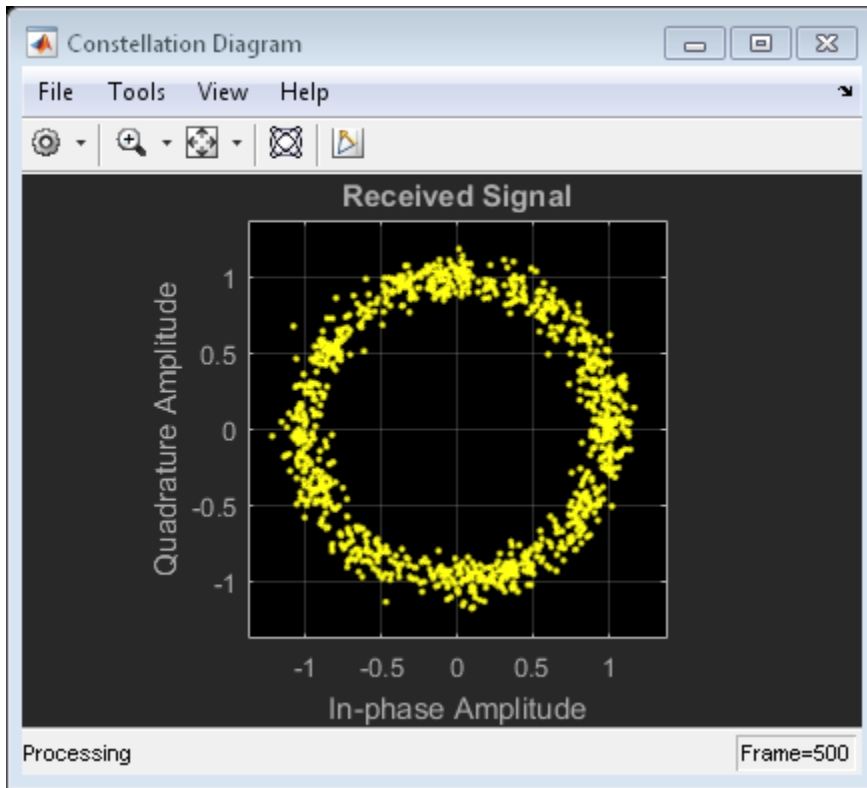 Constellation Diagram
File Tools View Help
Received Signal
Quadrature Amplitude
1
0.5
0
-0.5
-1
-1 -0.5 0 0.5 1
In-phase Amplitude
Processing
Frame=500